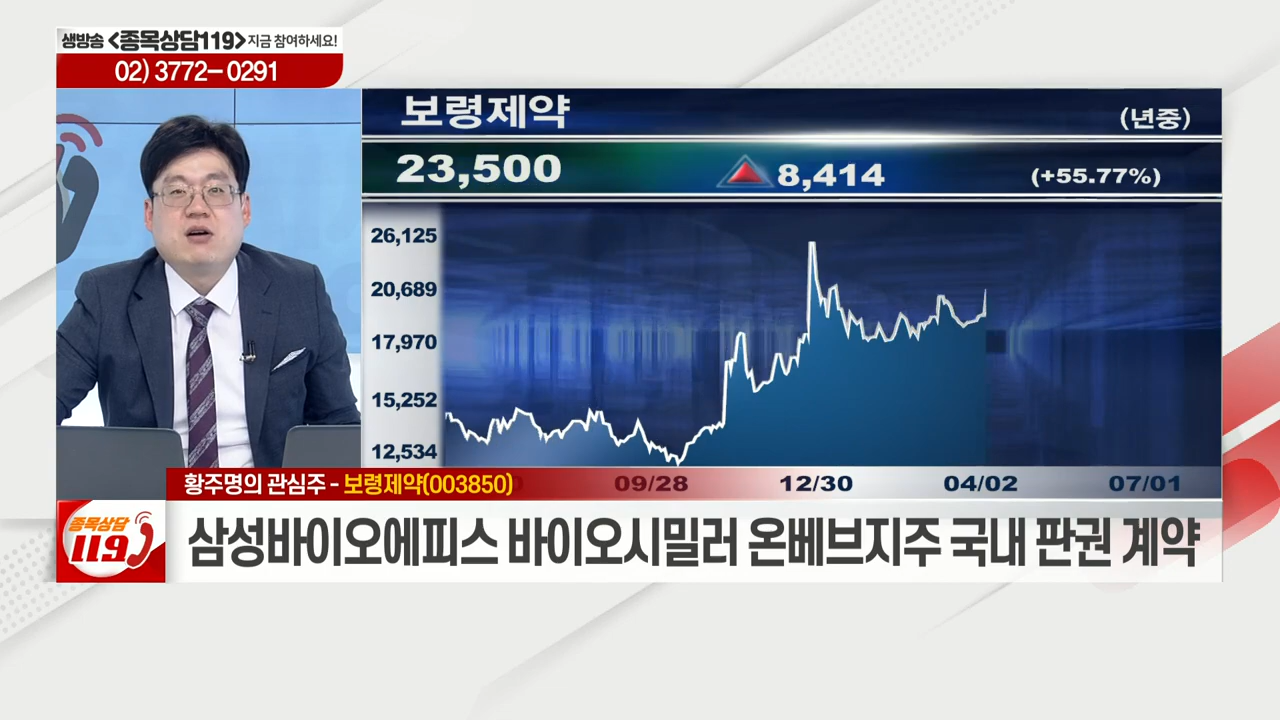 생방송 <종목상담119> 지금 참여하세요!
02) 3772-0291
보령제약 (년중)
23,500 8,414 (+55.77%)
26,125
20,689
17,970
15,252
12,534
09/28 12/30 04/02 07/01
황주명의 관심주 - 보령제약(003850)
종목상담
119
삼성바이오에피스 바이오시밀러 온베브지주 국내 판권 계약